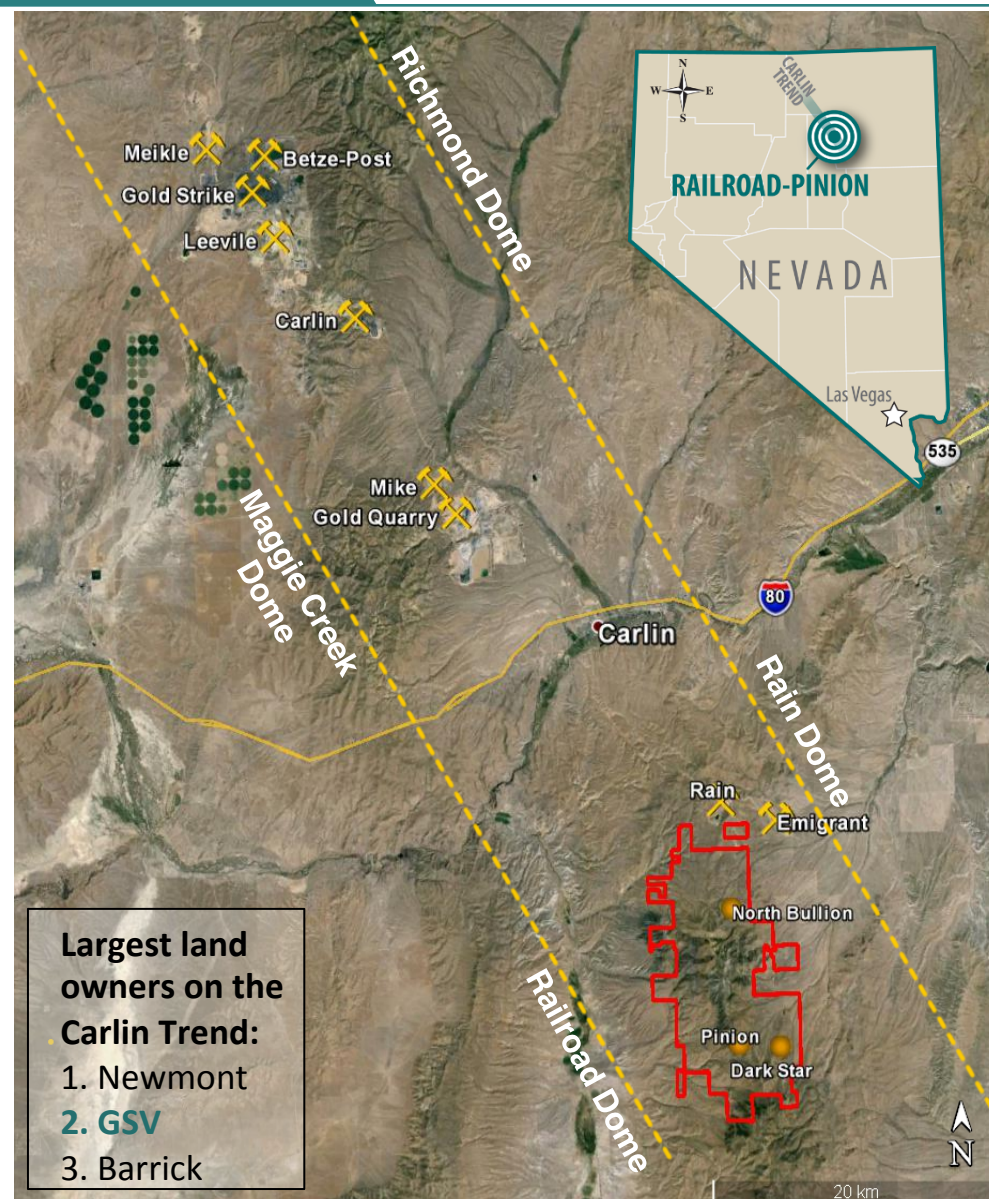 Richmond Dome
N
W
E
S
CARLIN
TREND
RAILROAD-PINION
NEVADA
Las Vegas
535
Meikle
Betze-Post
Gold Strike
Leevile
Carlin
Mike
Gold Quarry
Maggie Creek
Dome
80
Carlin
Rain Dome
Rain
Emigrant
North Bullion
Railroad Dome
Pinion
Dark Star
Largest land
owners on the
Carlin Trend:
1. Newmont
2. GSV
3. Barrick
N
20 km